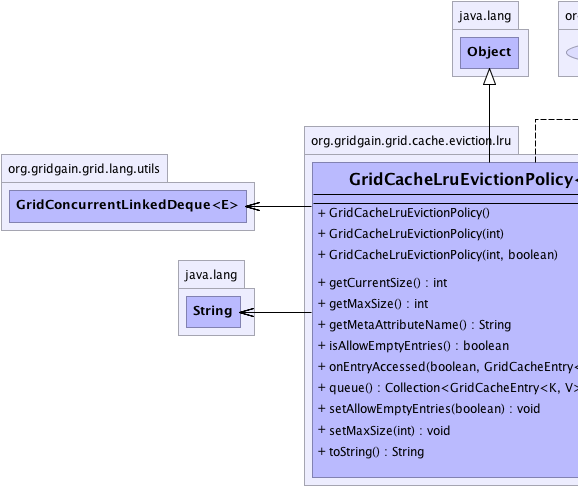 java.lang
Object
org.gridgain.grid.cache.eviction.lru
GridCacheLruEvictionPolicy<
org.gridgain.grid.lang.utils
GridConcurrentLinkedDeque<E>
java.lang
String
+ GridCacheLruEvictionPolicy()
+ GridCacheLruEvictionPolicy(int)
+ GridCacheLruEvictionPolicy(int, boolean)
+ getCurrentSize() : int
+ getMaxSize() : int
+ getMetaAttributeName() : String
+ isAllowEmptyEntries() : boolean
+ onEntryAccessed(boolean, GridCacheEntry<
+ queue() : Collection<GridCacheEntry<K, V>
+ setAllowEmptyEntries(boolean) : void
+ setMaxSize(int) : void
+ toString() : String